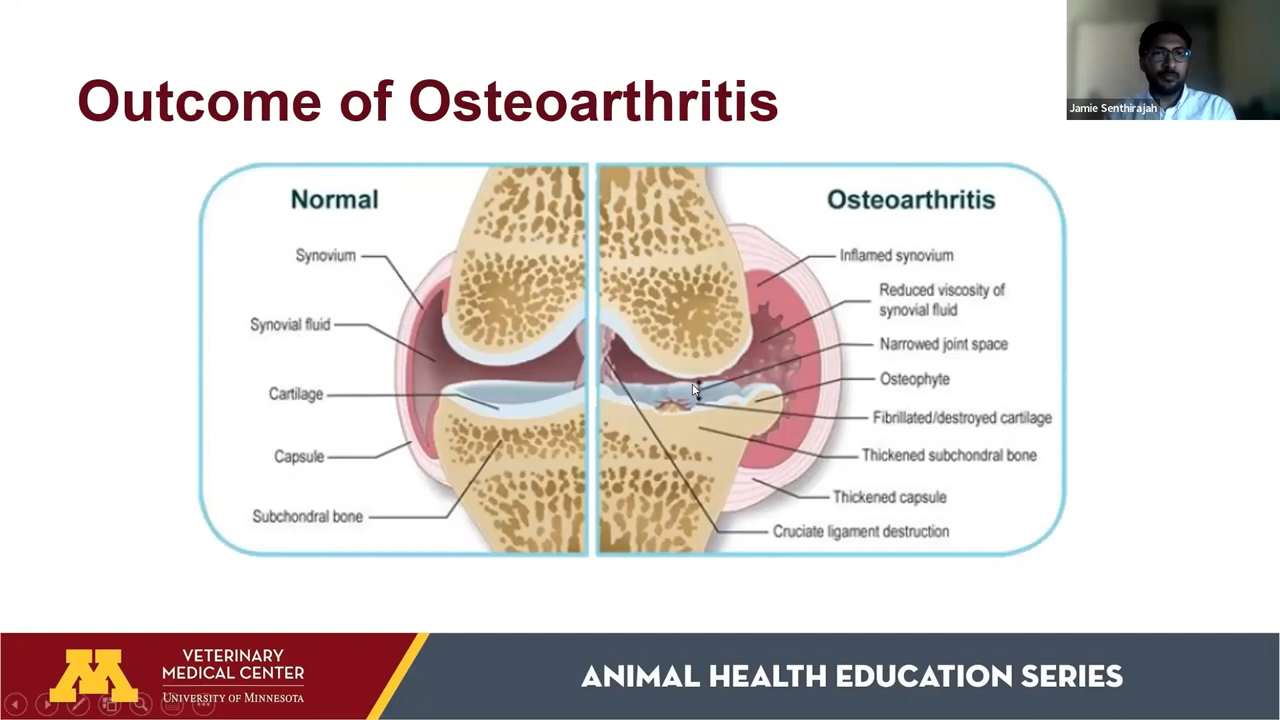 Jamie Senthirajah
Outcome of Osteoarthritis
Normal
Synovium
Synovial fluid
Cartilage
Capsule
Subchondral bone
Osteoarthritis
Inflamed synovium
Reduced viscosity of
synovial fluid
Narrowed joint space
Osteophyte
Fibrillated/destroyed cartilage
Thickened subchondral bone
Thickened capsule
Cruciate ligament destruction
M
VETERINARY
MEDICAL CENTER
UNIVERSITY OF MINNESOTA
ANIMAL HEALTH EDUCATION SERIES